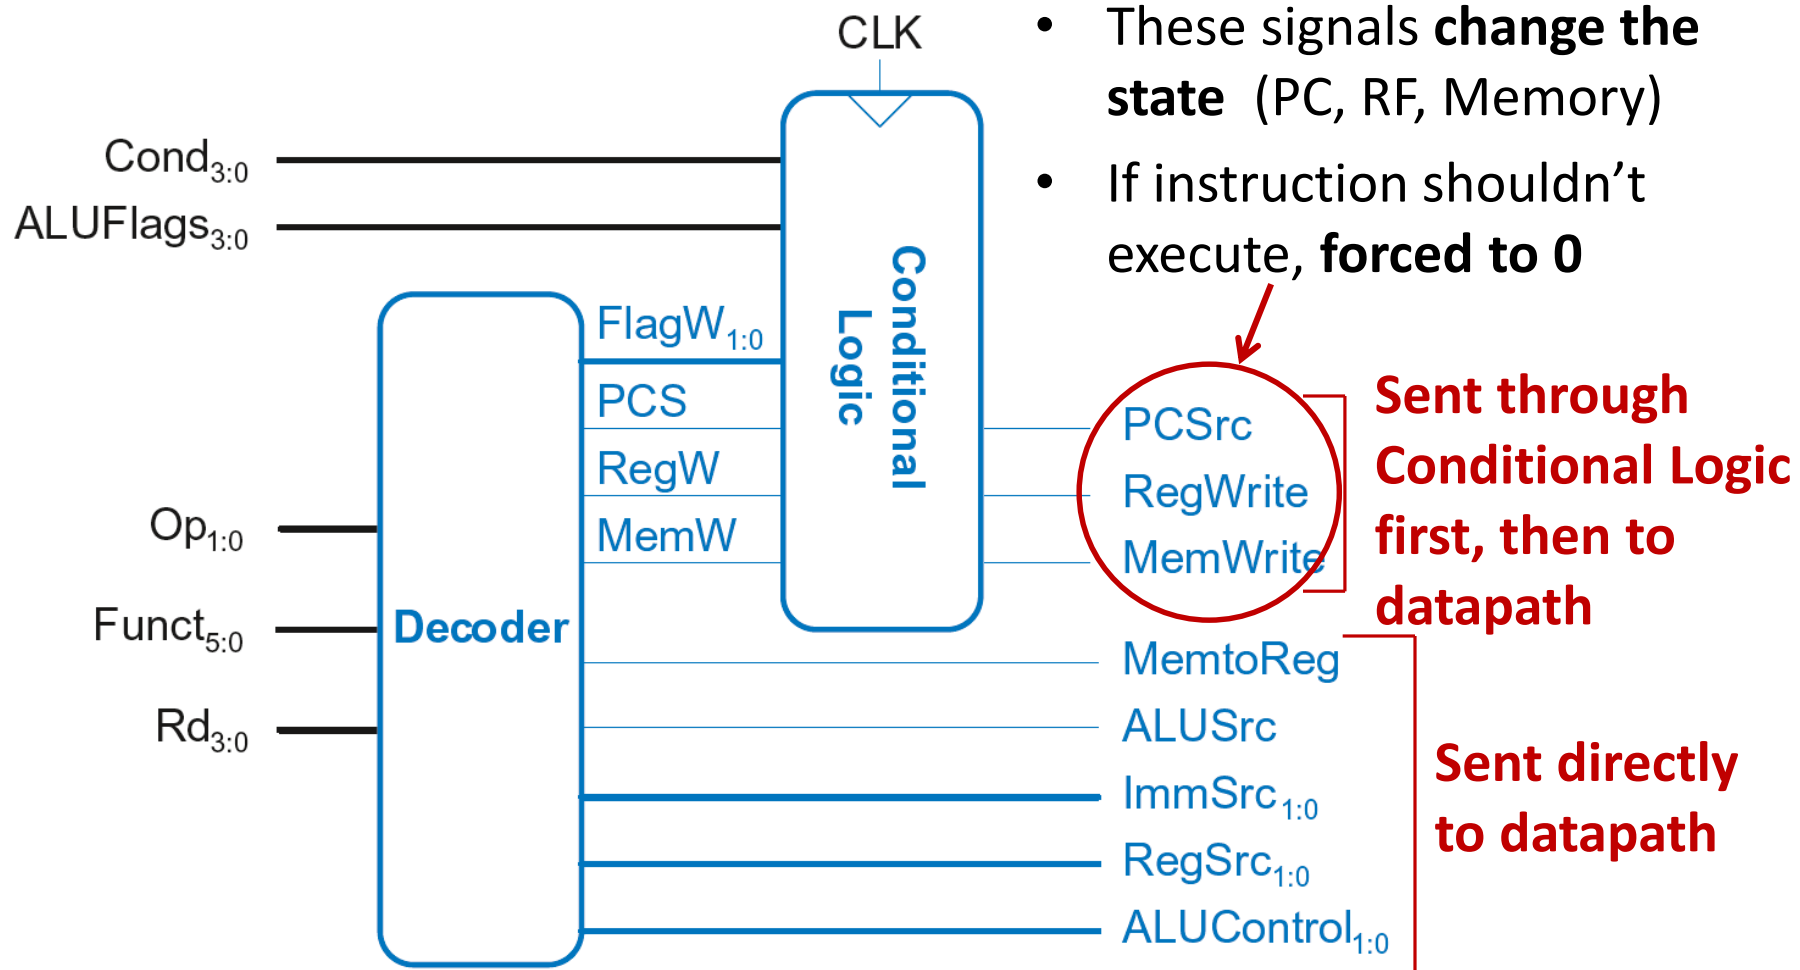 CLK
• These signals change the
state (PC, RF, Memory)
• If instruction shouldn’t
execute, forced to 0
Cond3:0
ALUFlags3:0
Conditional
Logic
FlagW1:0
PCS
RegW
MemW
Op1:0
Funct5:0
Rd3:0
Decoder
PCSrc
RegWrite
MemWrite
Sent through
Conditional Logic
first, then to
datapath
MemtoReg
ALUSrc
ImmSrc1:0
RegSrc1:0
ALUControl1:0
Sent directly
to datapath